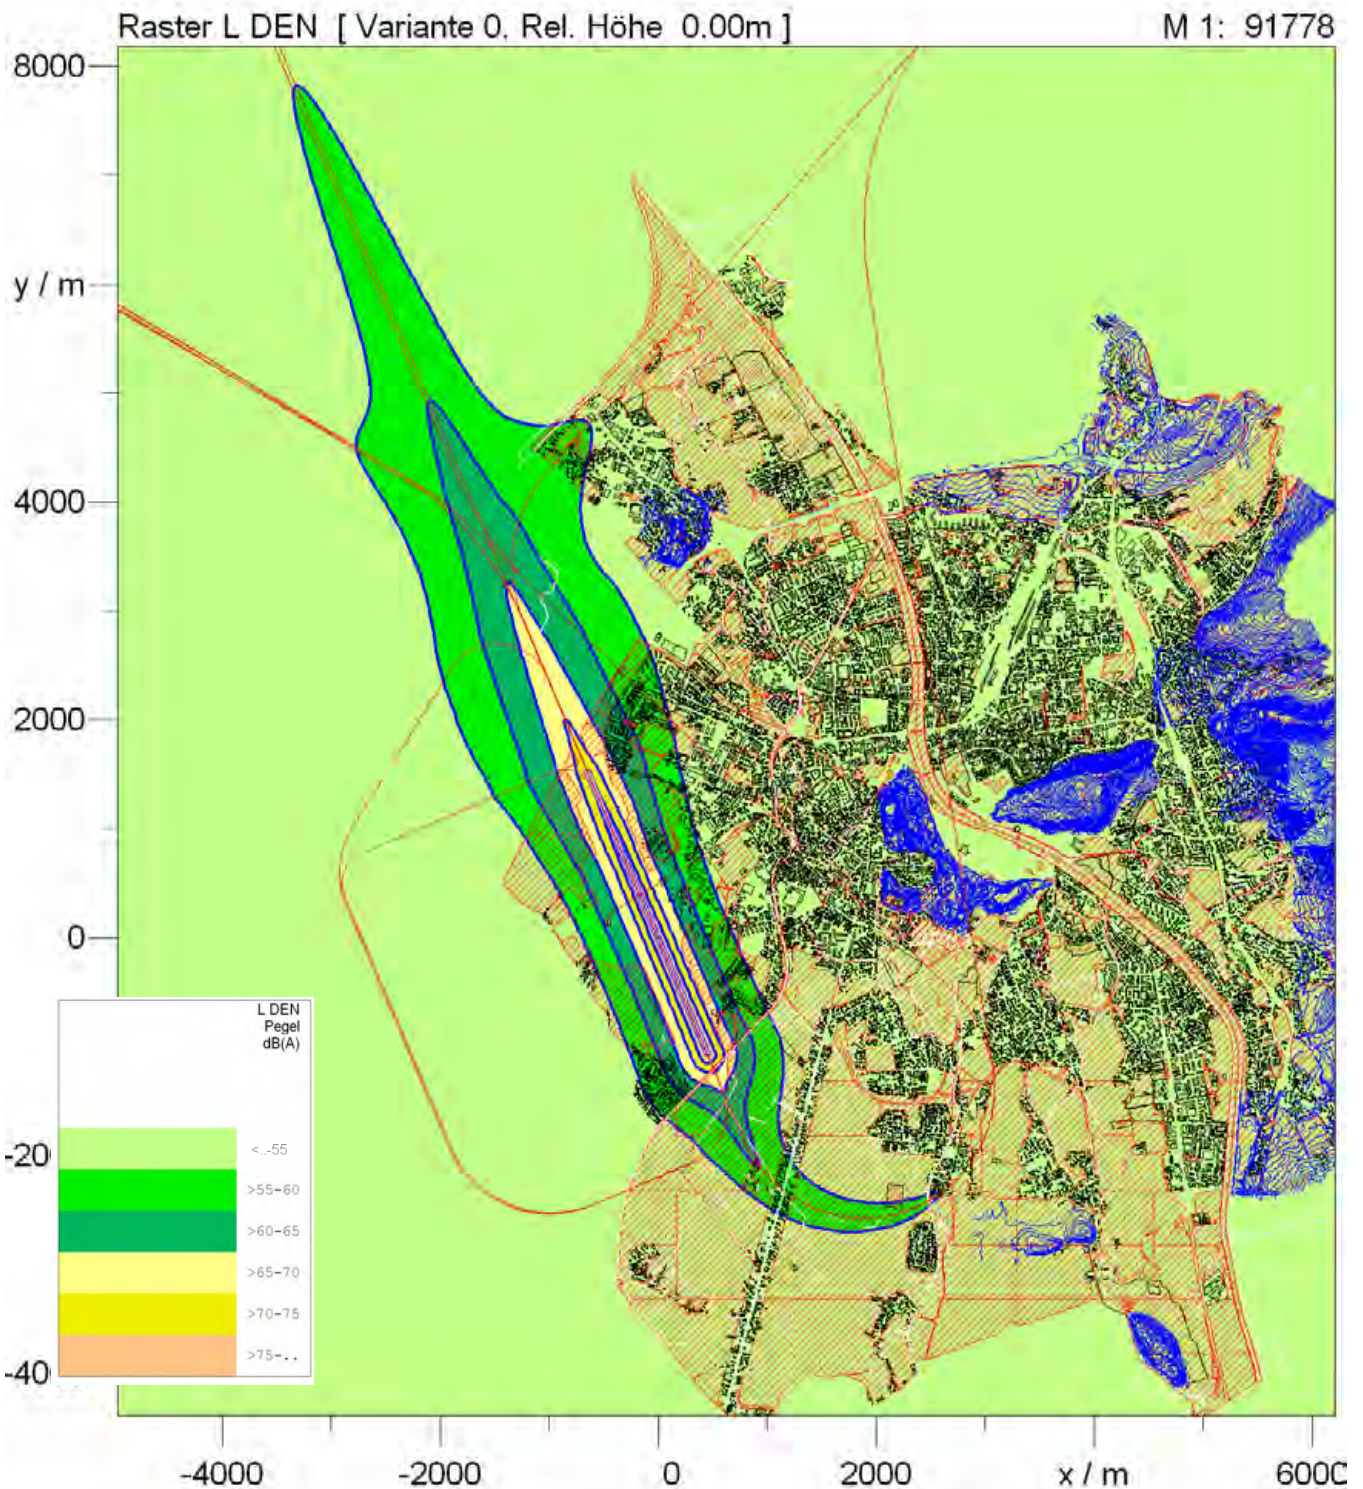 Raster L DEN [ Variante 0, Rel. Höhe 0.00m ] M 1: 91778
8000
y / m
4000
2000
0
-20
-40
L DEN
Pegel
dB(A)
<..-55
>55-60
>60-65
>65-70
>70-75
>75-..
-4000 -2000 0 2000 x / m 6000